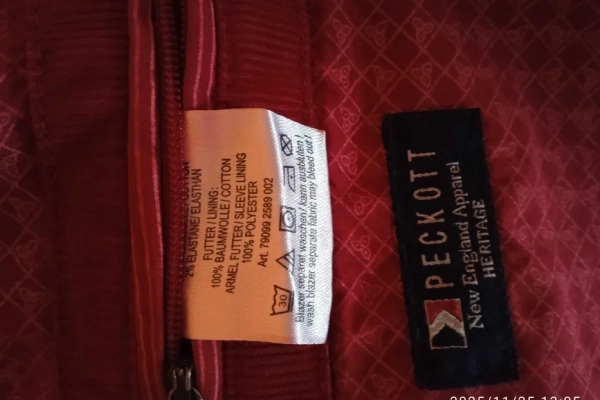 2% ELASTANE/ ELASTHAN
FUTTER / LINING:
100% BAUMWOLLE / COTTON
ÄRMEL FUTTER / SLEEVE LINING
100% POLYESTER
Art. 79099 2589 002
30
Blazer separat waschen / kann ausbluten !
wash blazer separate fabric may bleed out !
PECKOTT
New England Apparel
HERITAGE